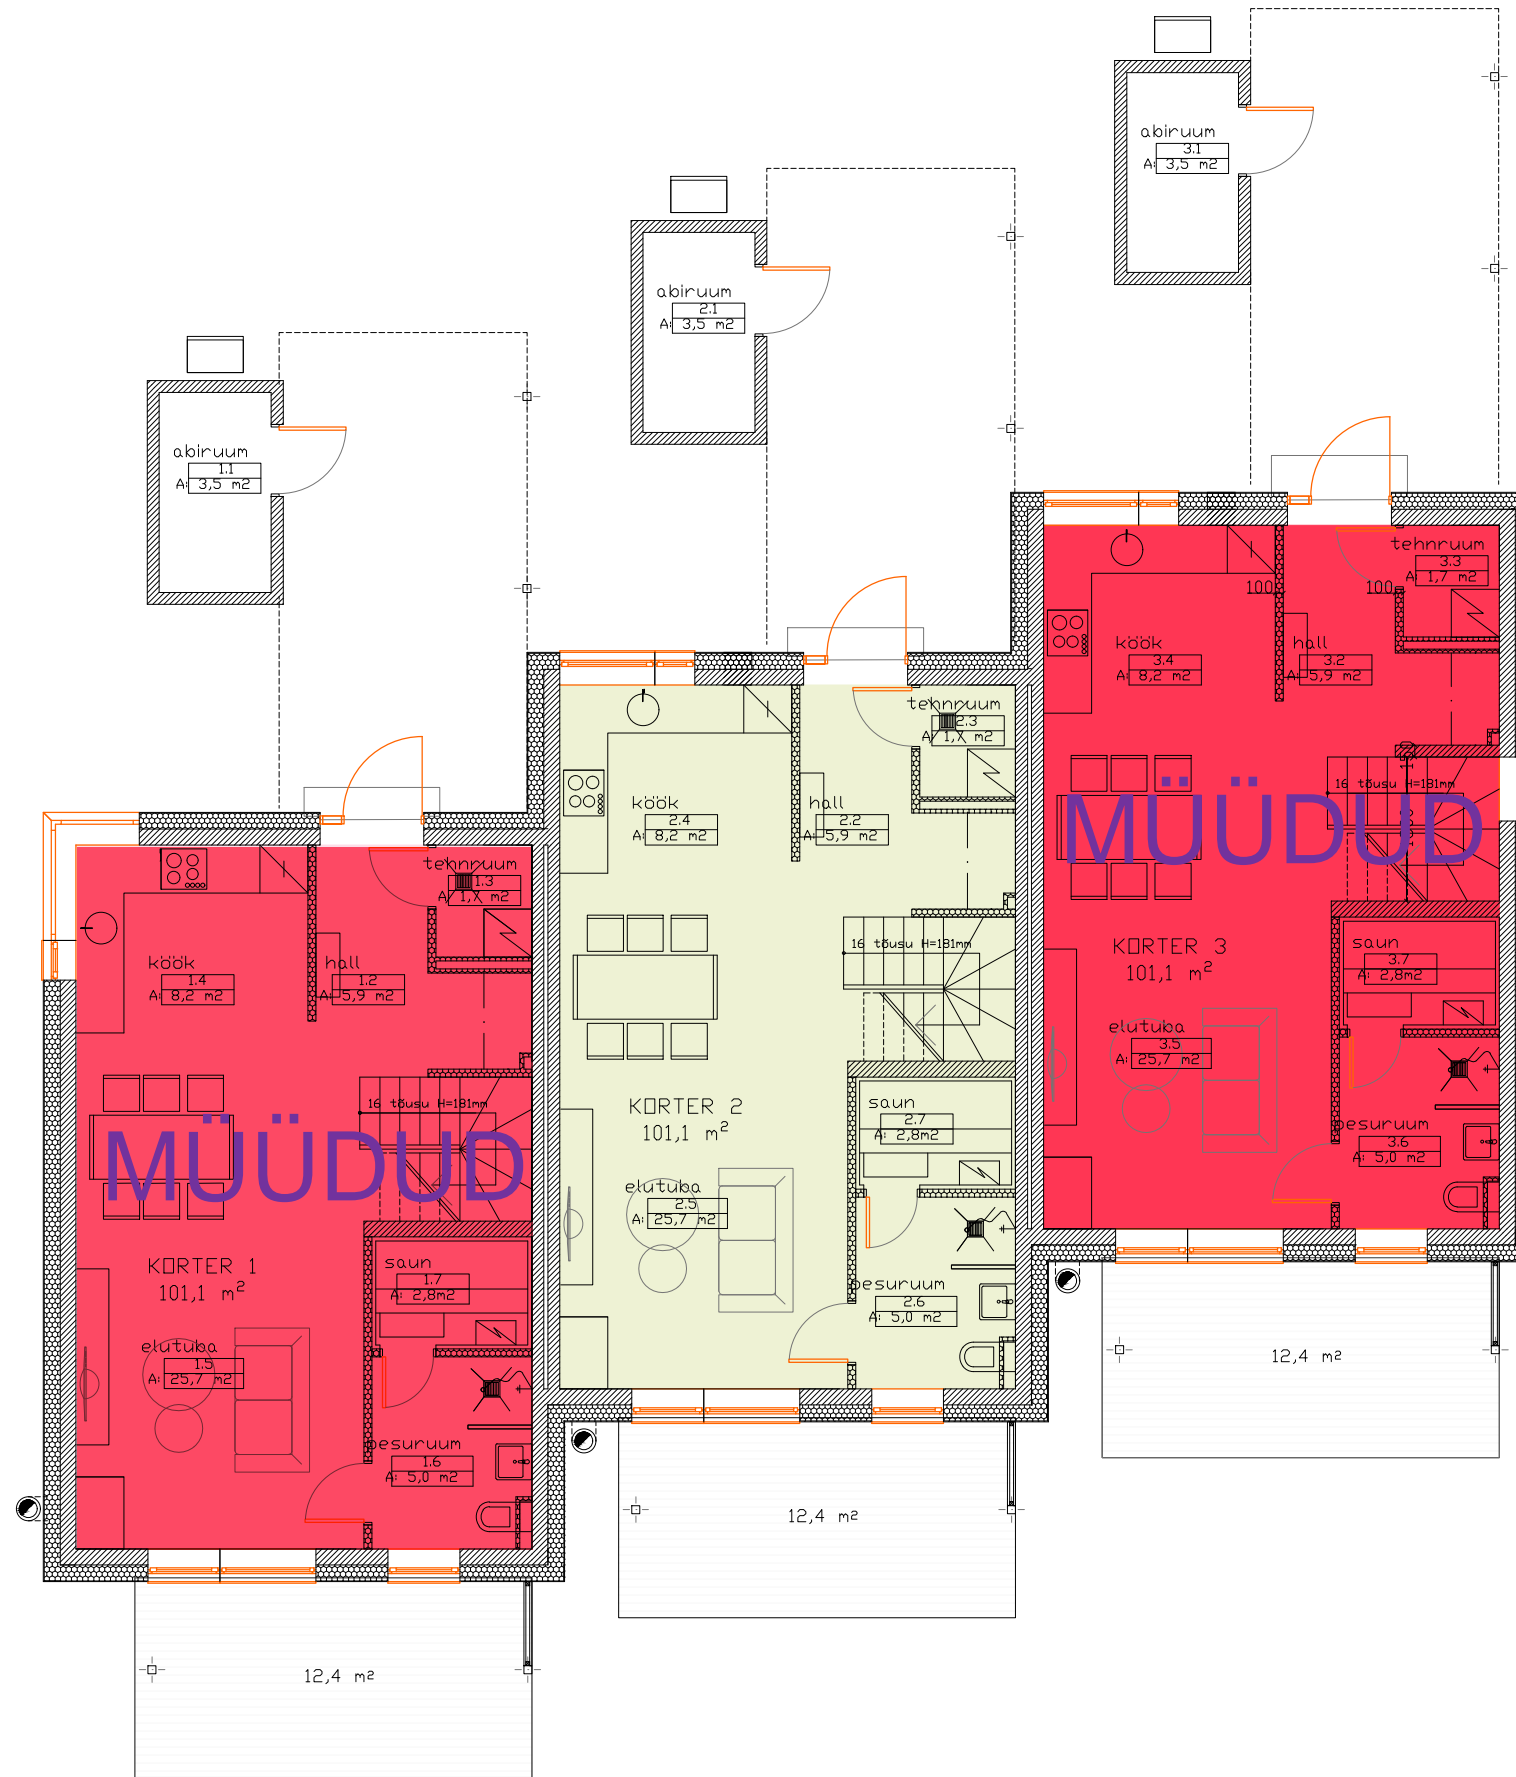 abiruum
3.1
A: 3,5 m2
abiruum
2.1
A: 3,5 m2
abiruum
1.1
A: 3,5 m2
tehnruum
3.3
A: 1,7 m2
100
100
köök
3.4
A: 8,2 m2
hall
3.2
A: 5,9 m2
16 tõusu H=181mm
MÜÜDUD
KORTER 3
101,1 m²
saun
3.7
A: 2,8m2
elutuba
3.5
A: 25,7 m2
pesuruum
3.6
A: 5,0 m2
12,4 m²
tehnruum
2.3
A: 1,7 m2
köök
2.4
A: 8,2 m2
hall
2.2
A: 5,9 m2
16 tõusu H=181mm
KORTER 2
101,1 m²
saun
2.7
A: 2,8m2
elutuba
2.5
A: 25,7 m2
pesuruum
2.6
A: 5,0 m2
12,4 m²
tehnruum
1.3
A: 1,7 m2
köök
1.4
A: 8,2 m2
hall
1.2
A: 5,9 m2
16 tõusu H=181mm
MÜÜDUD
KORTER 1
101,1 m²
saun
1.7
A: 2,8m2
elutuba
1.5
A: 25,7 m2
pesuruum
1.6
A: 5,0 m2
12,4 m²